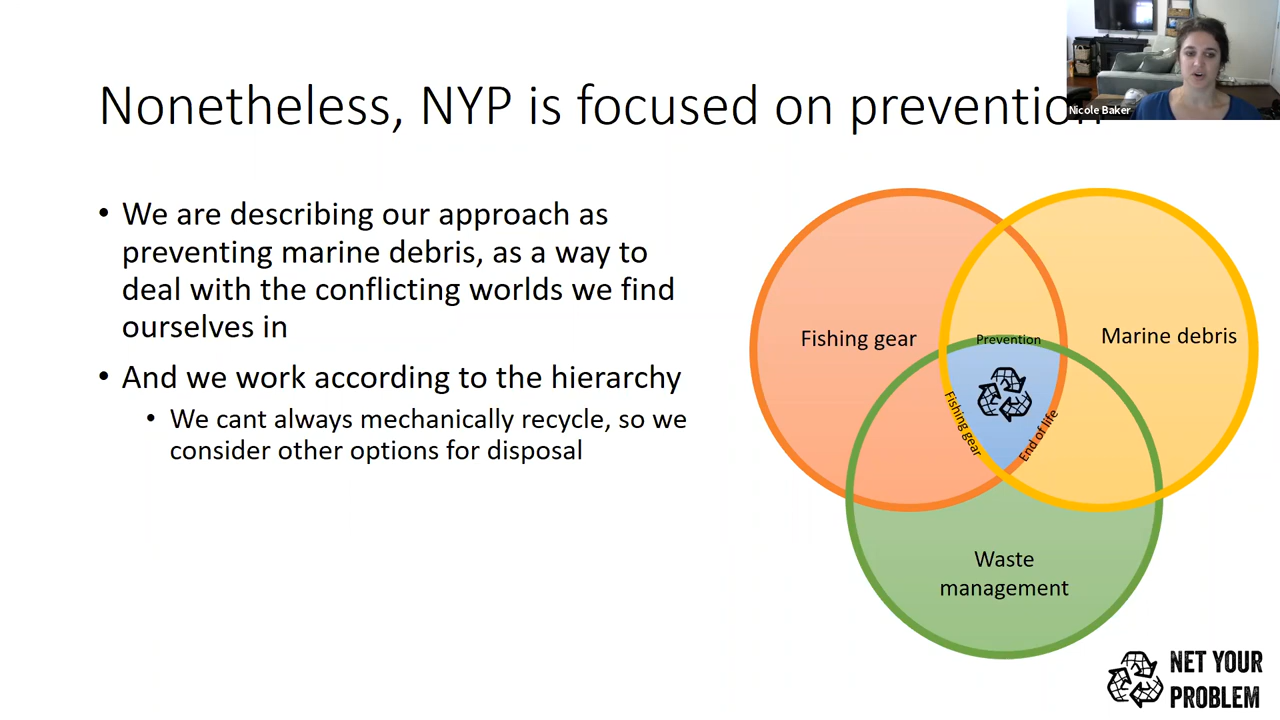 Nonetheless, NYP is focused on prevention
Nicole Baker
• We are describing our approach as
preventing marine debris, as a way to
deal with the conflicting worlds we find
ourselves in
• And we work according to the hierarchy
• We cant always mechanically recycle, so we
consider other options for disposal
Fishing gear
Marine debris
Prevention
Fishing gear
End of life
Waste
management
NET YOUR
PROBLEM